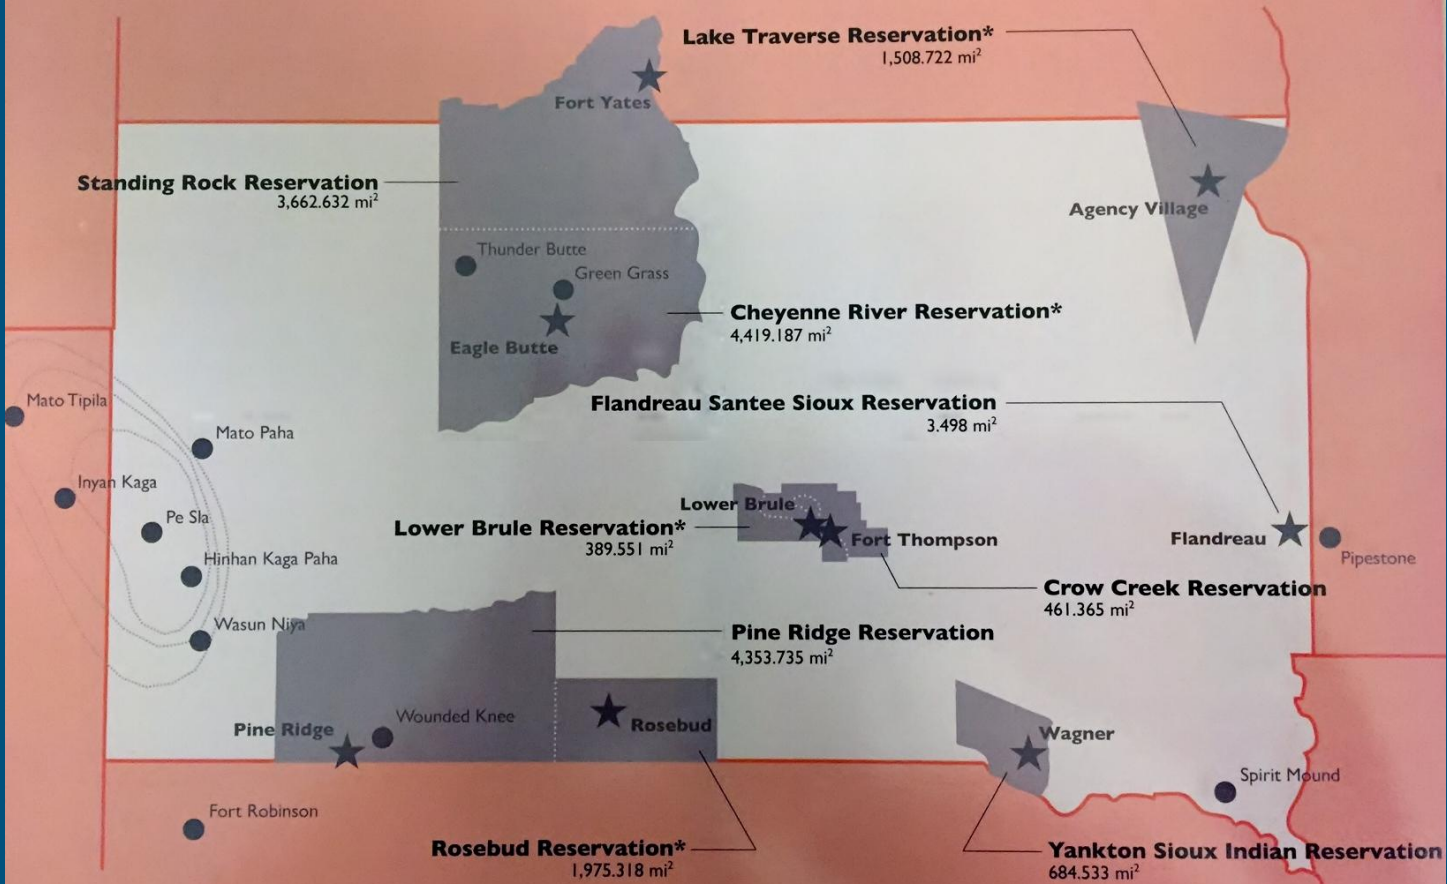 Lake Traverse Reservation*
1,508.722 mi²
Fort Yates
Standing Rock Reservation
3,662.632 mi²
Agency Village
Thunder Butte
Green Grass
Cheyenne River Reservation*
4,419.187 mi²
Eagle Butte
Mato Tipila
Flandreau Santee Sioux Reservation
3.498 mi²
Mato Paha
Inyan Kaga
Pe Sla
Lower Brule
Lower Brule Reservation*
389.551 mi²
Fort Thompson
Flandreau
Pipestone
Hinhan Kaga Paha
Crow Creek Reservation
461.365 mi²
Wasun Niya
Pine Ridge Reservation
4,353.735 mi²
Pine Ridge
Wounded Knee
Rosebud
Wagner
Spirit Mound
Fort Robinson
Rosebud Reservation*
1,975.318 mi²
Yankton Sioux Indian Reservation
684.533 mi²